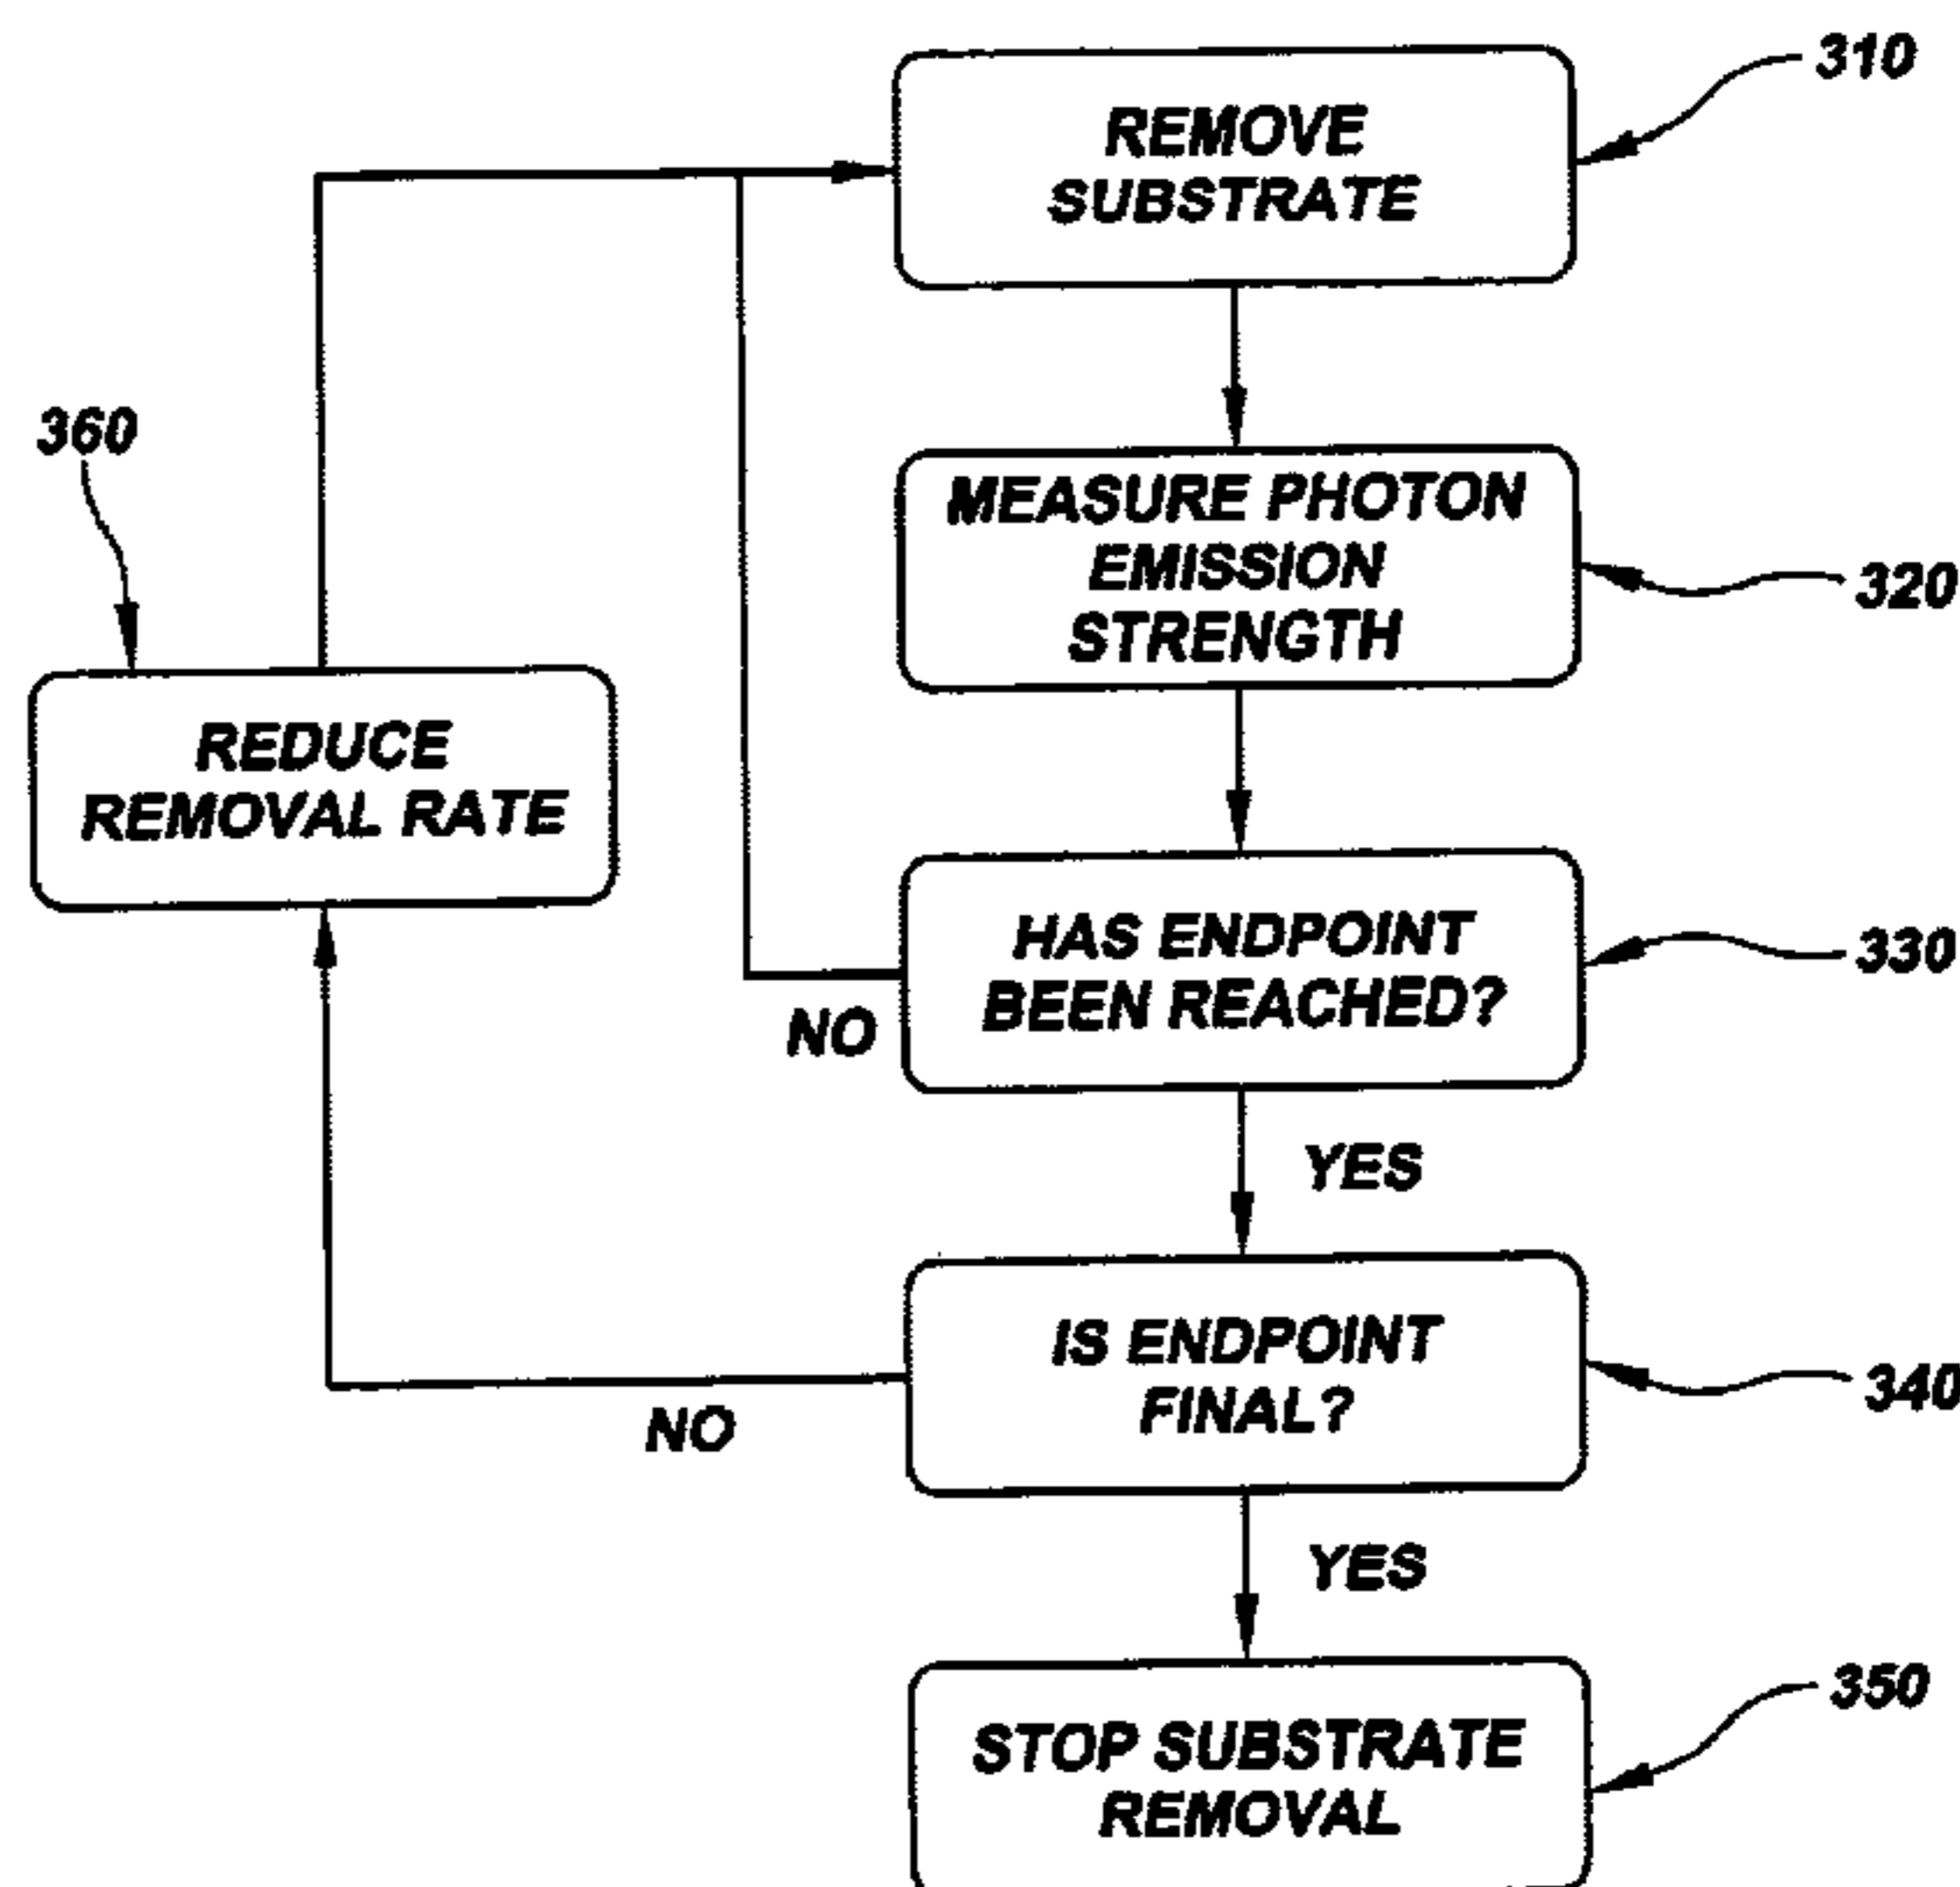 REMOVE
SUBSTRATE
310
MEASURE PHOTON
EMISSION
STRENGTH
320
360
REDUCE
REMOVAL RATE
HAS ENDPOINT
BEEN REACHED?
330
NO
YES
IS ENDPOINT
FINAL?
340
NO
YES
STOP SUBSTRATE
REMOVAL
350